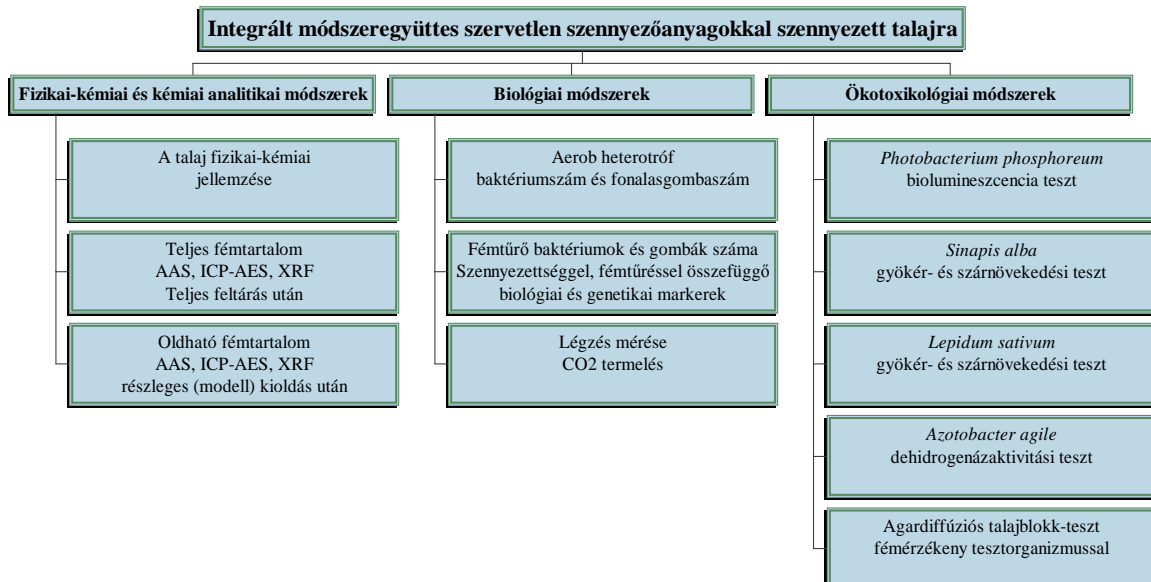 Integrált módszeregyüttes szervetlen szennyezőanyagokkal szennyezett talajra
Fizikai-kémiai és kémiai analitikai módszerek
A talaj fizikai-kémiai
jellemzése
Teljes fémtartalom
AAS, ICP-AES, XRF
Teljes feltárás után
Oldható fémtartalom
AAS, ICP-AES, XRF
részleges (modell) kioldás után
Biológiai módszerek
Aerob heterotróf
baktériumszám és fonalasgombaszám
Fémtűrő baktériumok és gombák száma
Szennyezettséggel, fémtűréssel összefüggő
biológiai és genetikai markerek
Légzés mérése
CO2 termelés
Ökotoxikológiai módszerek
Photobacterium phosphoreum
biolumineszcencia teszt
Sinapis alba
gyökér- és szárnövekedési teszt
Lepidum sativum
gyökér- és szárnövekedési teszt
Azotobacter agile
dehidrogenázaktivitási teszt
Agardiffúziós talajblokk-teszt
fémérzékeny tesztorganizmussal